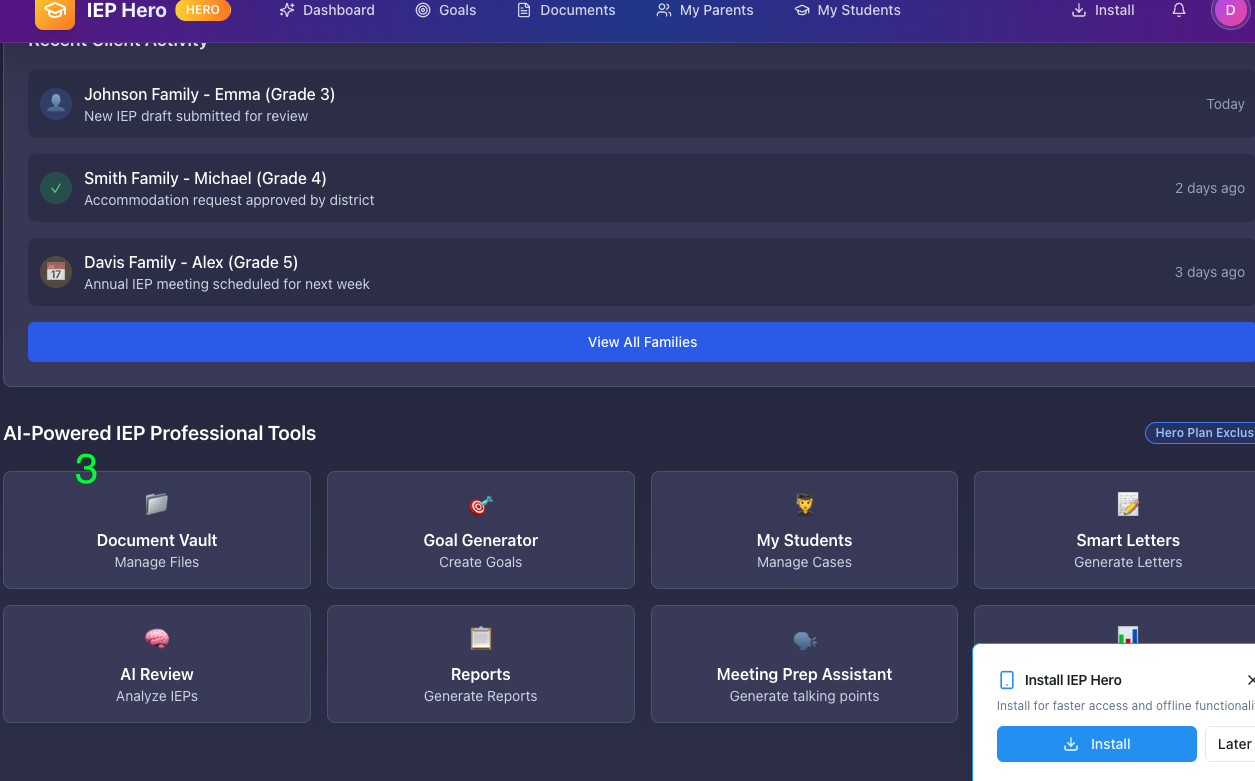 IEP Hero HERO Dashboard Goals Documents My Parents My Students Install D
Recent Client Activity
Johnson Family - Emma (Grade 3)
New IEP draft submitted for review
Today
Smith Family - Michael (Grade 4)
Accommodation request approved by district
2 days ago
17
Davis Family - Alex (Grade 5)
Annual IEP meeting scheduled for next week
3 days ago
View All Families
AI-Powered IEP Professional Tools
Hero Plan Exclus
3
Document Vault
Manage Files
Goal Generator
Create Goals
My Students
Manage Cases
Smart Letters
Generate Letters
AI Review
Analyze IEPs
Reports
Generate Reports
Meeting Prep Assistant
Generate talking points
Install IEP Hero
Install for faster access and offline functionali
Install
Later